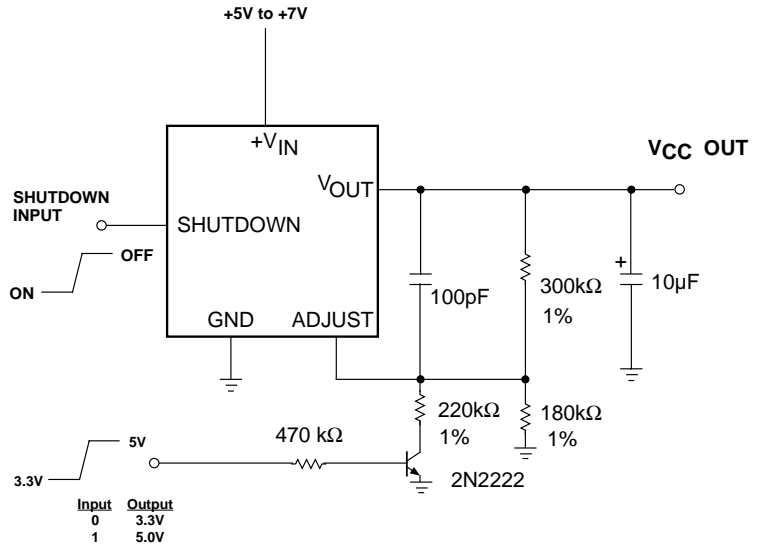 +5V to +7V
+VIN
VCC OUT
VOUT
SHUTDOWN
INPUT
SHUTDOWN
OFF
ON
100pF
300kΩ
1%
+
10µF
GND
ADJUST
220kΩ
1%
180kΩ
1%
470 kΩ
5V
3.3V
2N2222
Input Output
0 3.3V
1 5.0V